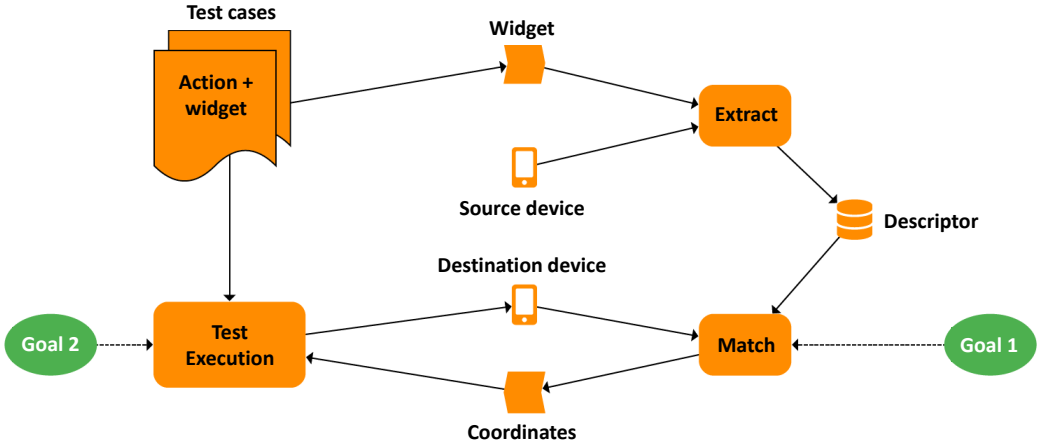 Test cases
Widget
Action +
widget
Extract
Source device
Descriptor
Destination device
Goal 2
Test
Execution
Match
Goal 1
Coordinates